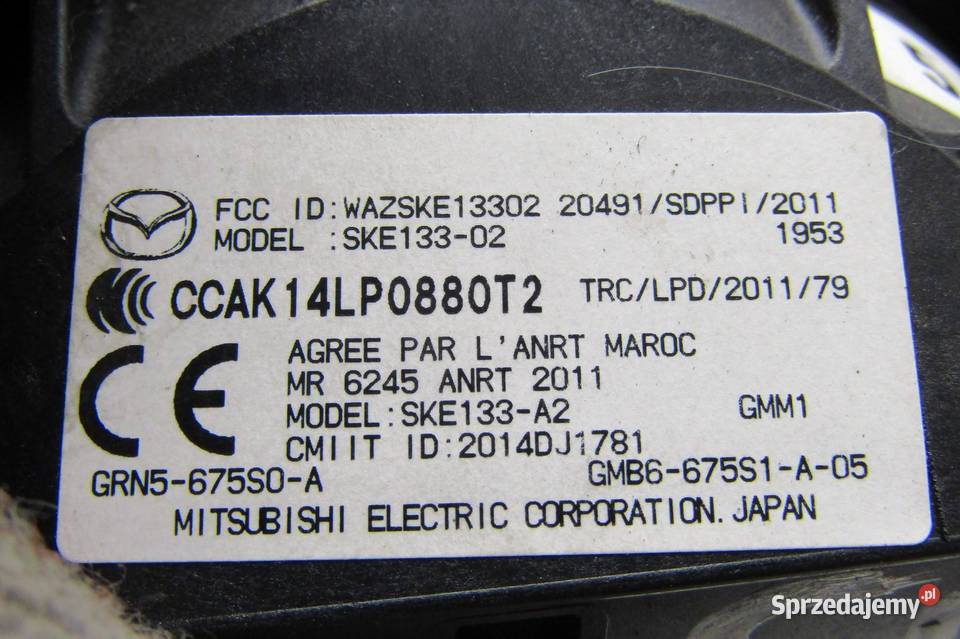 FCC ID:WAZSKE13302 20491/SDPPI/2011
MODEL :SKE133-02 1953
CCAK14LP0880T2 TRC/LPD/2011/79
CE AGREE PAR L'ANRT MAROC
MR 6245 ANRT 2011
MODEL:SKE133-A2 GMM1
CMIIT ID:2014DJ1781
GRN5-675S0-A GMB6-675S1-A-05
MITSUBISHI ELECTRIC CORPORATION. JAPAN
Sprzedajemy.pl